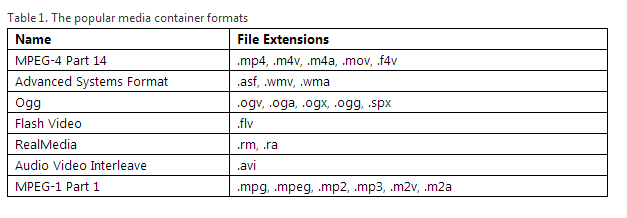 Table 1. The popular media container formats
Name File Extensions
MPEG-4 Part 14 .mp4, .m4v, .m4a, .mov, .f4v
Advanced Systems Format .asf, .wmv, .wma
Ogg .ogv, .oga, .ogx, .ogg, .spx
Flash Video .flv
RealMedia .rm, .ra
Audio Video Interleave .avi
MPEG-1 Part 1 .mpg, .mpeg, .mp2, .mp3, .m2v, .m2a